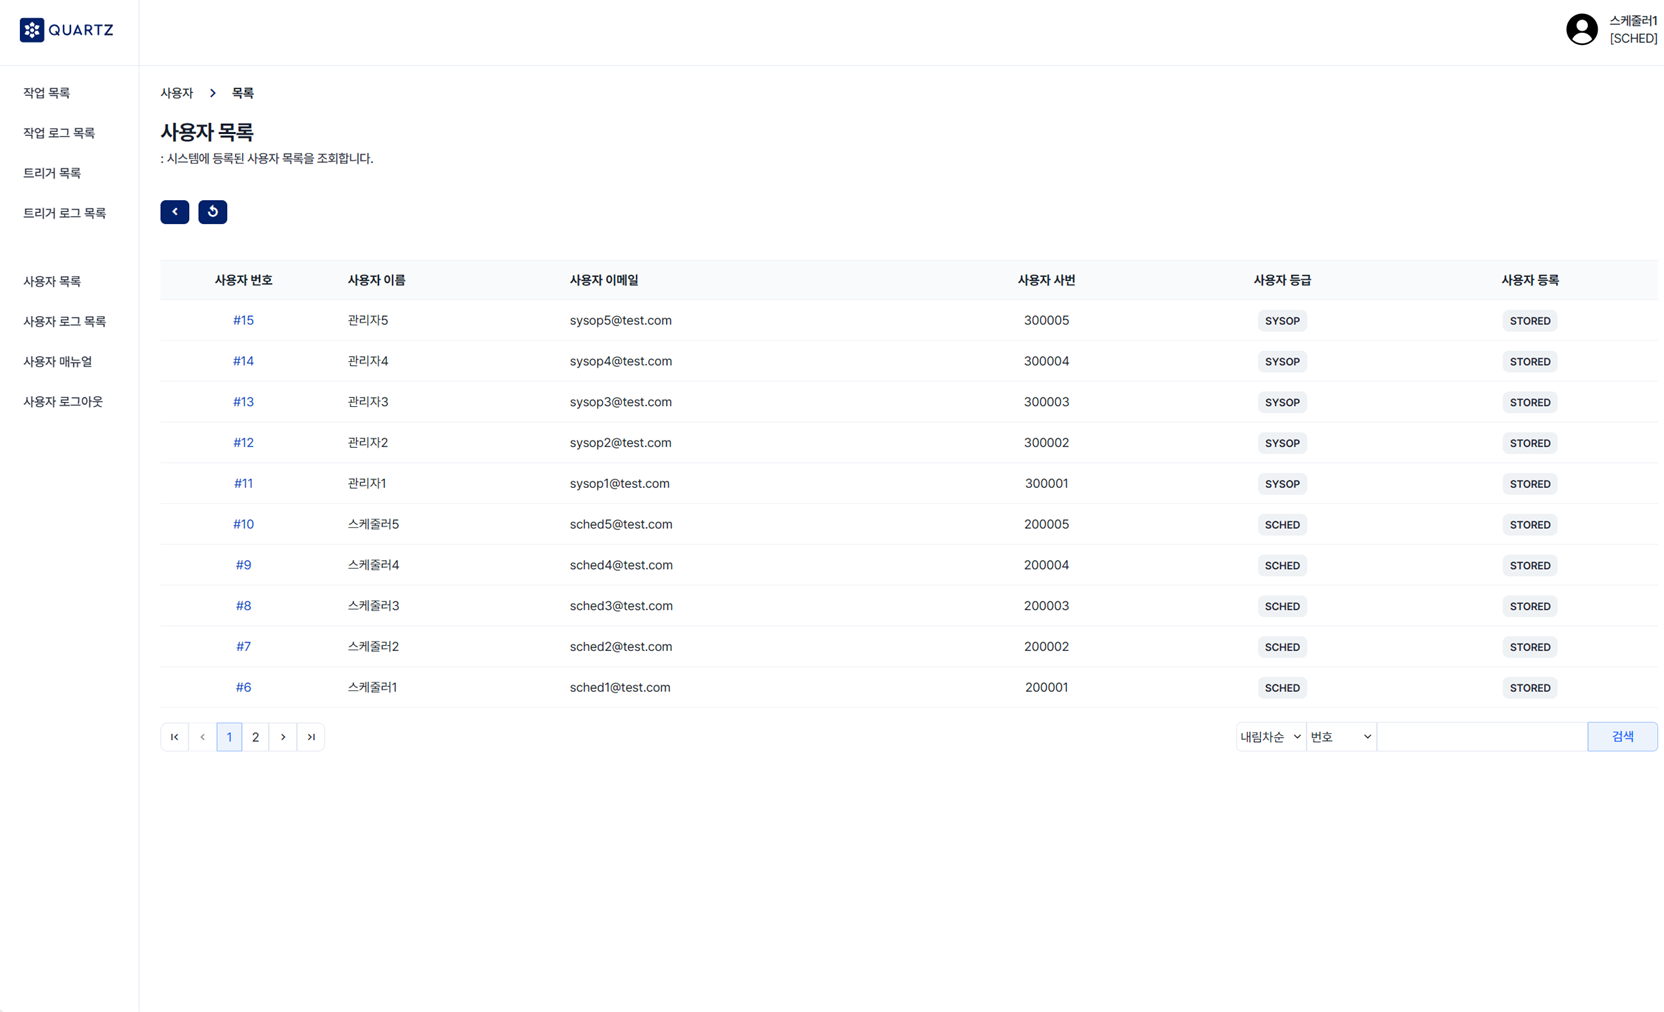 QUARTZ
스케줄러1
[SCHED]
작업 목록
작업 로그 목록
트리거 목록
트리거 로그 목록
사용자 목록
사용자 로그 목록
사용자 매뉴얼
사용자 로그아웃
사용자 > 목록
사용자 목록
: 시스템에 등록된 사용자 목록을 조회합니다.
사용자 번호 사용자 이름 사용자 이메일 사용자 사번 사용자 등급 사용자 등록
#15 관리자5 sysop5@test.com 300005 SYSOP STORED
#14 관리자4 sysop4@test.com 300004 SYSOP STORED
#13 관리자3 sysop3@test.com 300003 SYSOP STORED
#12 관리자2 sysop2@test.com 300002 SYSOP STORED
#11 관리자1 sysop1@test.com 300001 SYSOP STORED
#10 스케줄러5 sched5@test.com 200005 SCHED STORED
#9 스케줄러4 sched4@test.com 200004 SCHED STORED
#8 스케줄러3 sched3@test.com 200003 SCHED STORED
#7 스케줄러2 sched2@test.com 200002 SCHED STORED
#6 스케줄러1 sched1@test.com 200001 SCHED STORED
1 2 내림차순 번호 검색